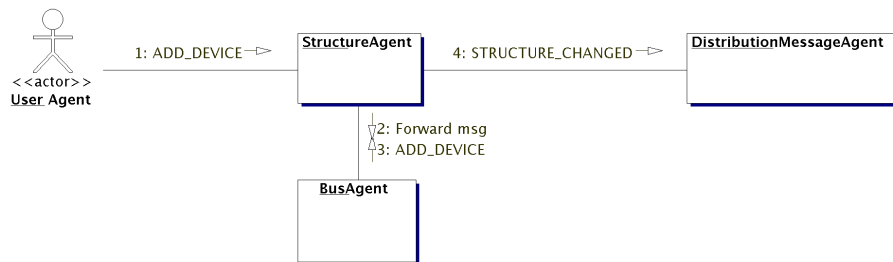 1: ADD_DEVICE
StructureAgent
4: STRUCTURE_CHANGED
DistributionMessageAgent
<<actor>>
User Agent
2: Forward msg
3: ADD_DEVICE
BusAgent